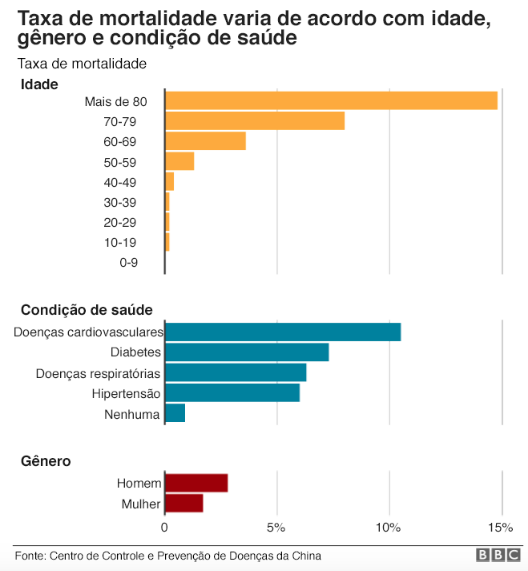 Taxa de mortalidade varia de acordo com idade,
gênero e condição de saúde
Taxa de mortalidade
Idade
Mais de 80
70-79
60-69
50-59
40-49
30-39
20-29
10-19
0-9
Condição de saúde
Doenças cardiovasculares
Diabetes
Doenças respiratórias
Hipertensão
Nenhuma
Gênero
Homem
Mulher
0 5% 10% 15%
Fonte: Centro de Controle e Prevenção de Doenças da China BBC